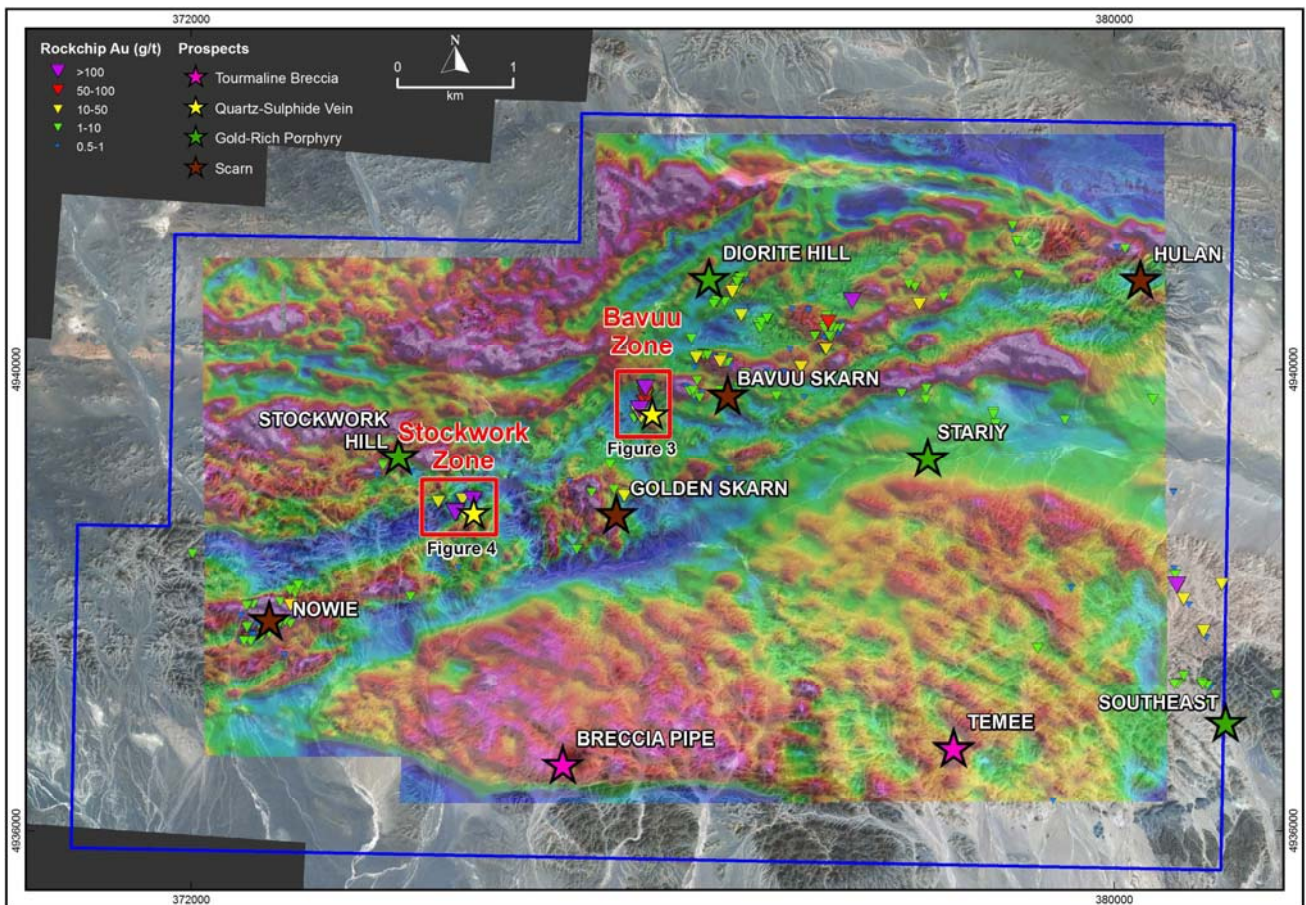 372000
380000
Rockchip Au (g/t)
>100
50-100
10-50
1-10
0.5-1
Prospects
Tourmaline Breccia
Quartz-Sulphide Vein
Gold-Rich Porphyry
Scarn
N
0 1
km
DIORITE HILL
HULAN
Bavuu
Zone
4940000
4940000
BAVUU SKARN
STOCKWORK
HILL
Stockwork
Zone
Figure 3
STARIY
GOLDEN SKARN
Figure 4
NOWIE
SOUTHEAST
BRECCIA PIPE
TEMEE
4936000
4936000
372000
380000